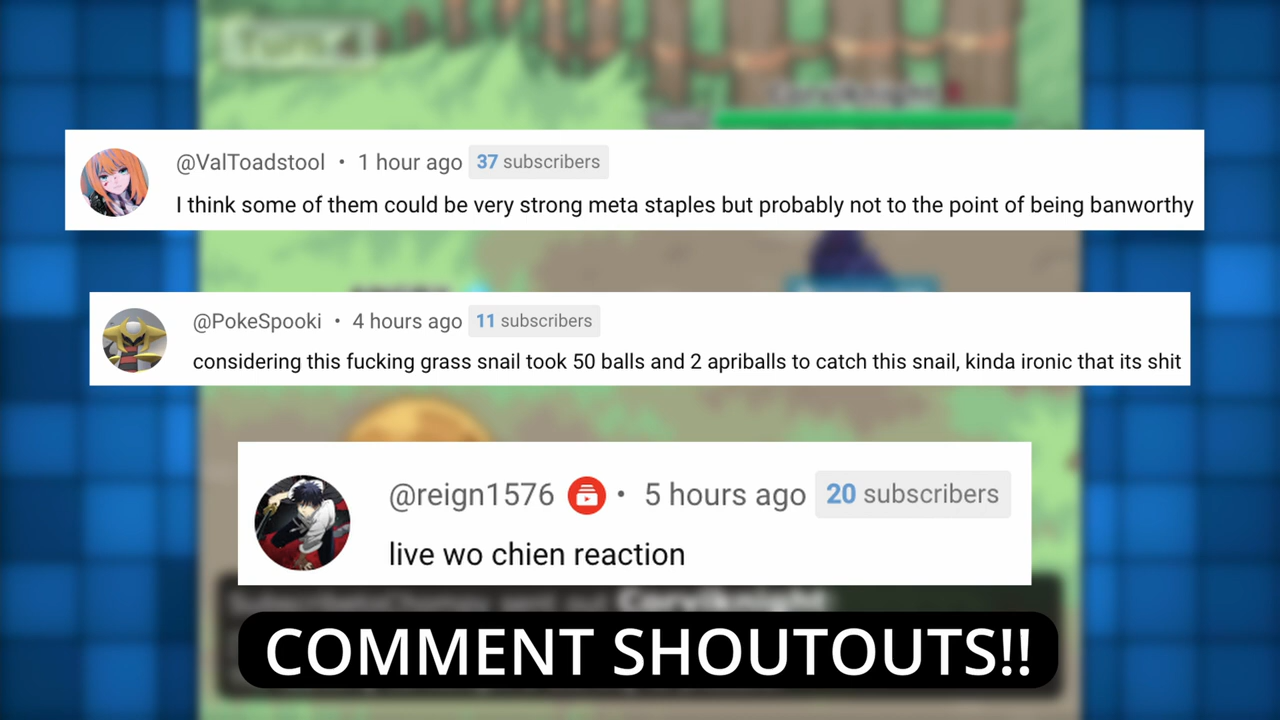 @ValToadstool • 1 hour ago 37 subscribers
I think some of them could be very strong meta staples but probably not to the point of being banworthy
@PokeSpooki • 4 hours ago 11 subscribers
considering this fucking grass snail took 50 balls and 2 apriballs to catch this snail, kinda ironic that its shit
@reign1576 • 5 hours ago 20 subscribers
live wo chien reaction
Corviknight
COMMENT SHOUTOUTS!!